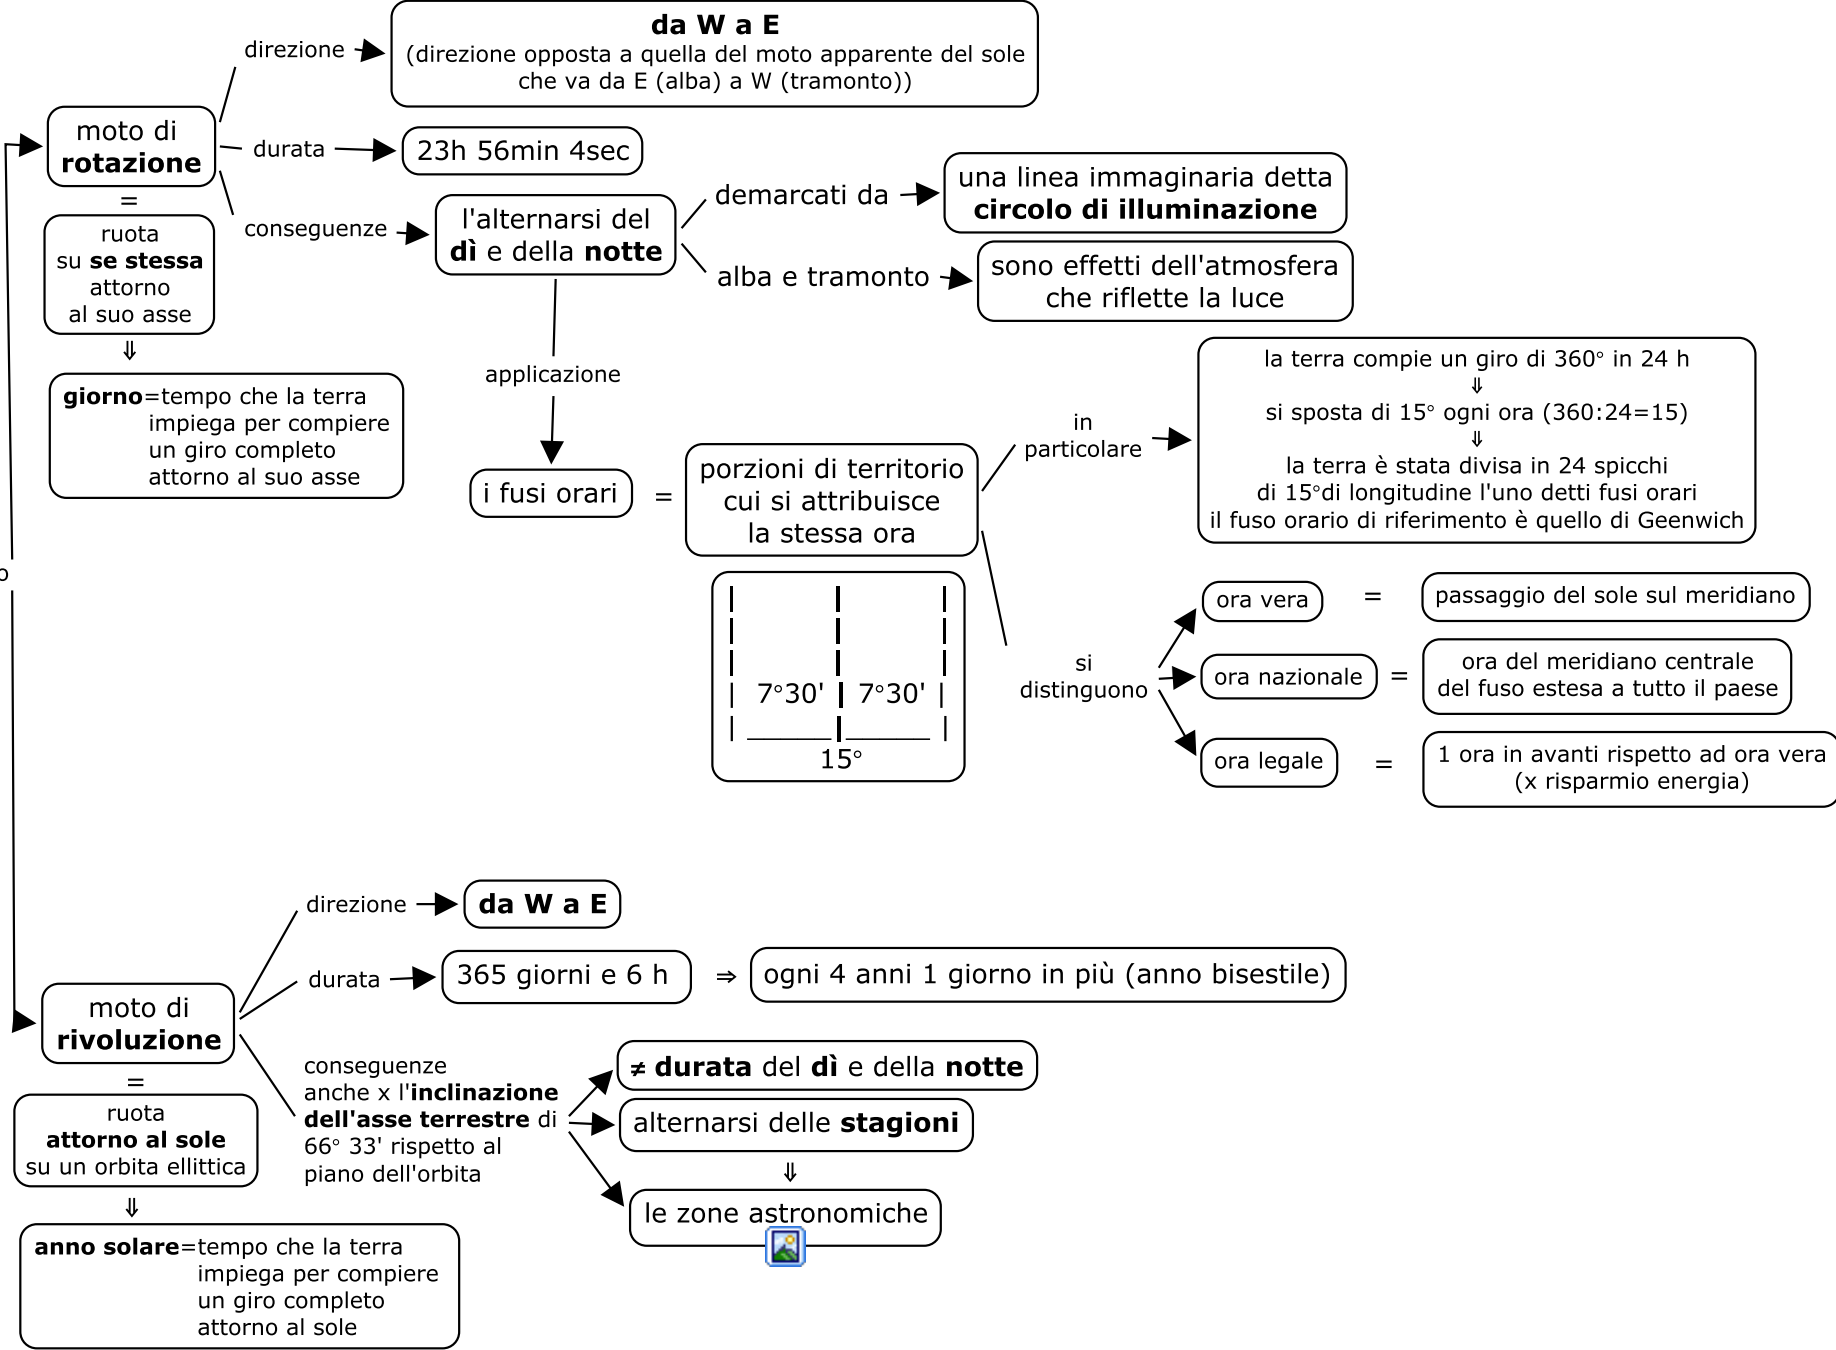 direzione
da W a E
(direzione opposta a quella del moto apparente del sole
che va da E (alba) a W (tramonto))
moto di
rotazione
durata
23h 56min 4sec
=
ruota
su se stessa
attorno
al suo asse
⇓
giorno=tempo che la terra
impiega per compiere
un giro completo
attorno al suo asse
conseguenze
l'alternarsi del
dì e della notte
demarcati da
una linea immaginaria detta
circolo di illuminazione
alba e tramonto
sono effetti dell'atmosfera
che riflette la luce
applicazione
i fusi orari
=
porzioni di territorio
cui si attribuisce
la stessa ora
| | |
| | |
| | |
| 7°30' | 7°30' |
| ______|______ |
15°
in
particolare
la terra compie un giro di 360° in 24 h
⇓
si sposta di 15° ogni ora (360:24=15)
⇓
la terra è stata divisa in 24 spicchi
di 15°di longitudine l'uno detti fusi orari
il fuso orario di riferimento è quello di Geenwich
si
distinguono
ora vera
=
passaggio del sole sul meridiano
ora nazionale
=
ora del meridiano centrale
del fuso estesa a tutto il paese
ora legale
=
1 ora in avanti rispetto ad ora vera
(x risparmio energia)
o
moto di
rivoluzione
=
ruota
attorno al sole
su un orbita ellittica
⇓
anno solare=tempo che la terra
impiega per compiere
un giro completo
attorno al sole
direzione
da W a E
durata
365 giorni e 6 h
⇒
ogni 4 anni 1 giorno in più (anno bisestile)
conseguenze
anche x l'inclinazione
dell'asse terrestre di
66° 33' rispetto al
piano dell'orbita
≠ durata del dì e della notte
alternarsi delle stagioni
⇓
le zone astronomiche